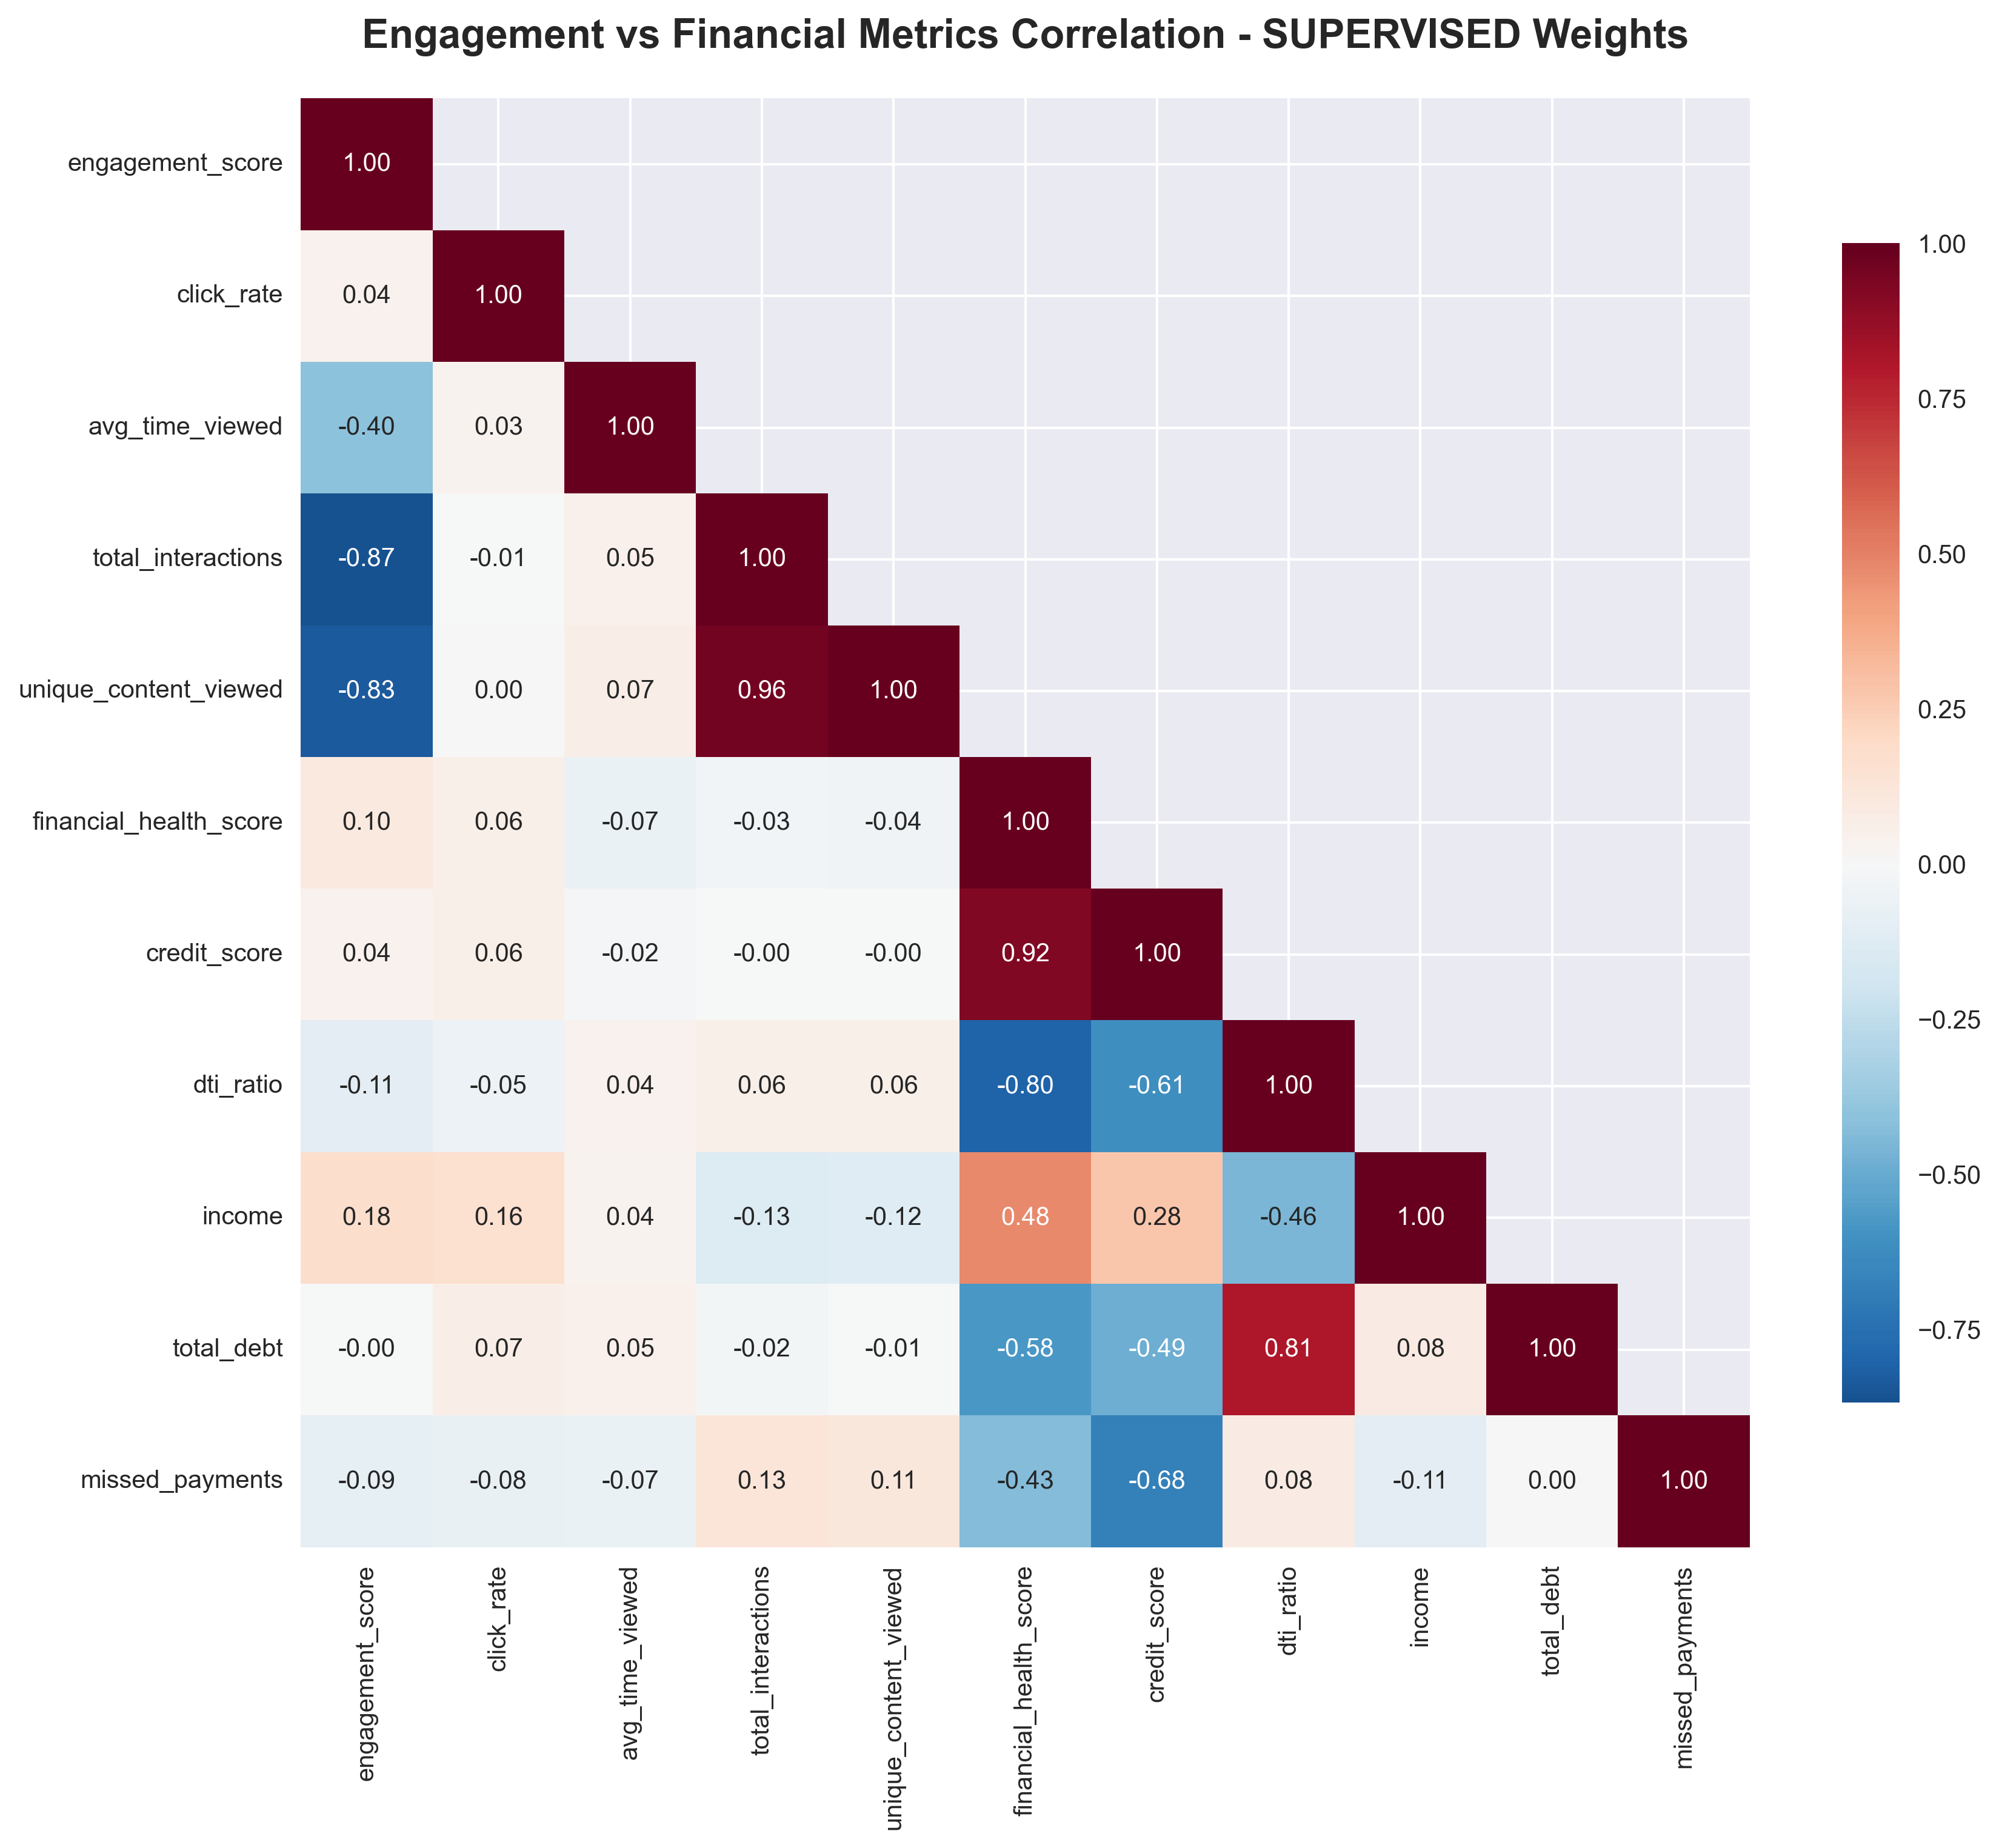 Engagement vs Financial Metrics Correlation - SUPERVISED Weights
engagement_score 1.00
click_rate 0.04 1.00
avg_time_viewed -0.40 0.03 1.00
total_interactions -0.87 -0.01 0.05 1.00
unique_content_viewed -0.83 0.00 0.07 0.96 1.00
financial_health_score 0.10 0.06 -0.07 -0.03 -0.04 1.00
credit_score 0.04 0.06 -0.02 -0.00 -0.00 0.92 1.00
dti_ratio -0.11 -0.05 0.04 0.06 0.06 -0.80 -0.61 1.00
income 0.18 0.16 0.04 -0.13 -0.12 0.48 0.28 -0.46 1.00
total_debt -0.00 0.07 0.05 -0.02 -0.01 -0.58 -0.49 0.81 0.08 1.00
missed_payments -0.09 -0.08 -0.07 0.13 0.11 -0.43 -0.68 0.08 -0.11 0.00 1.00
engagement_score
click_rate
avg_time_viewed
total_interactions
unique_content_viewed
financial_health_score
credit_score
dti_ratio
income
total_debt
missed_payments
1.00
0.75
0.50
0.25
0.00
−0.25
−0.50
−0.75